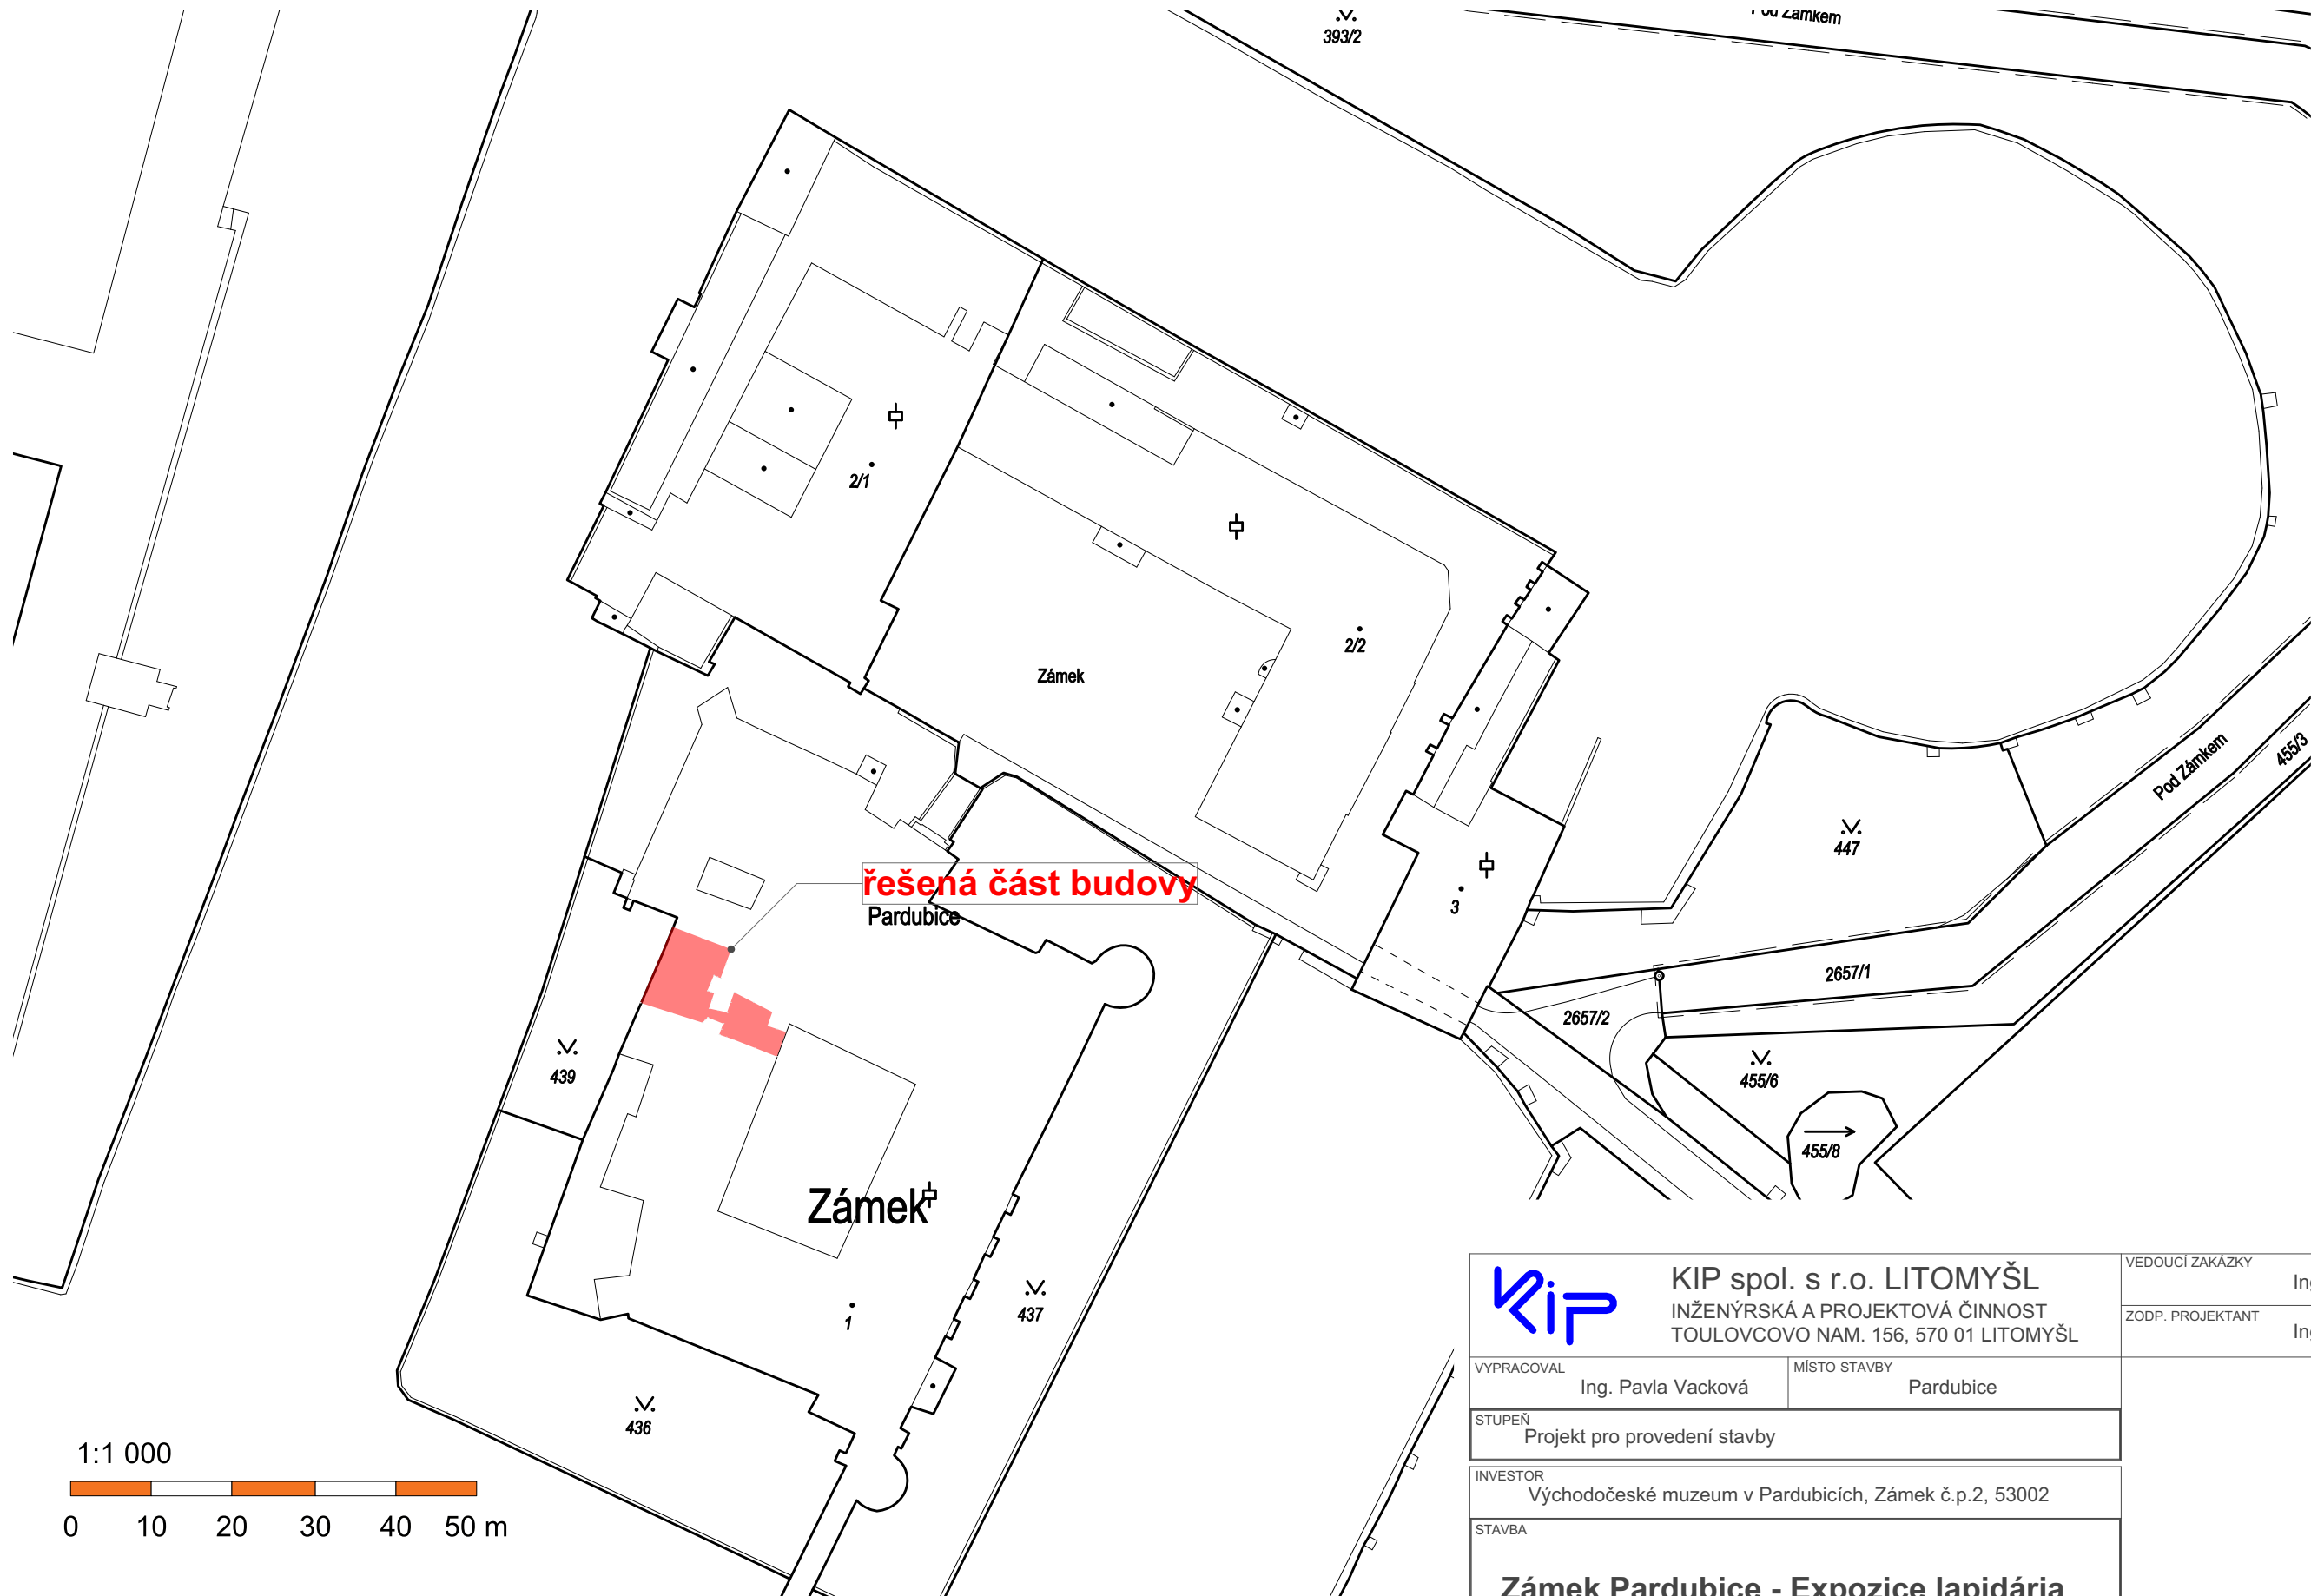 393/2
Pod Zámkem
2/1
2/2
Zámek
řešená část budovy
Pardubice
3
447
Pod Zámkem
455/3
2657/1
2657/2
455/6
455/8
439
Zámek
1
437
436
1:1 000
0 10 20 30 40 50 m
KiP
KIP spol. s r.o. LITOMYŠL
INŽENÝRSKÁ A PROJEKTOVÁ ČINNOST
TOULOVCOVO NAM. 156, 570 01 LITOMYŠL
VEDOUCÍ ZAKÁZKY
ZODP. PROJEKTANT
VYPRACOVAL
Ing. Pavla Vacková
MÍSTO STAVBY
Pardubice
STUPEŇ
Projekt pro provedení stavby
INVESTOR
Východočeské muzeum v Pardubicích, Zámek č.p.2, 53002
STAVBA
Zámek Pardubice - Expozice lapidária